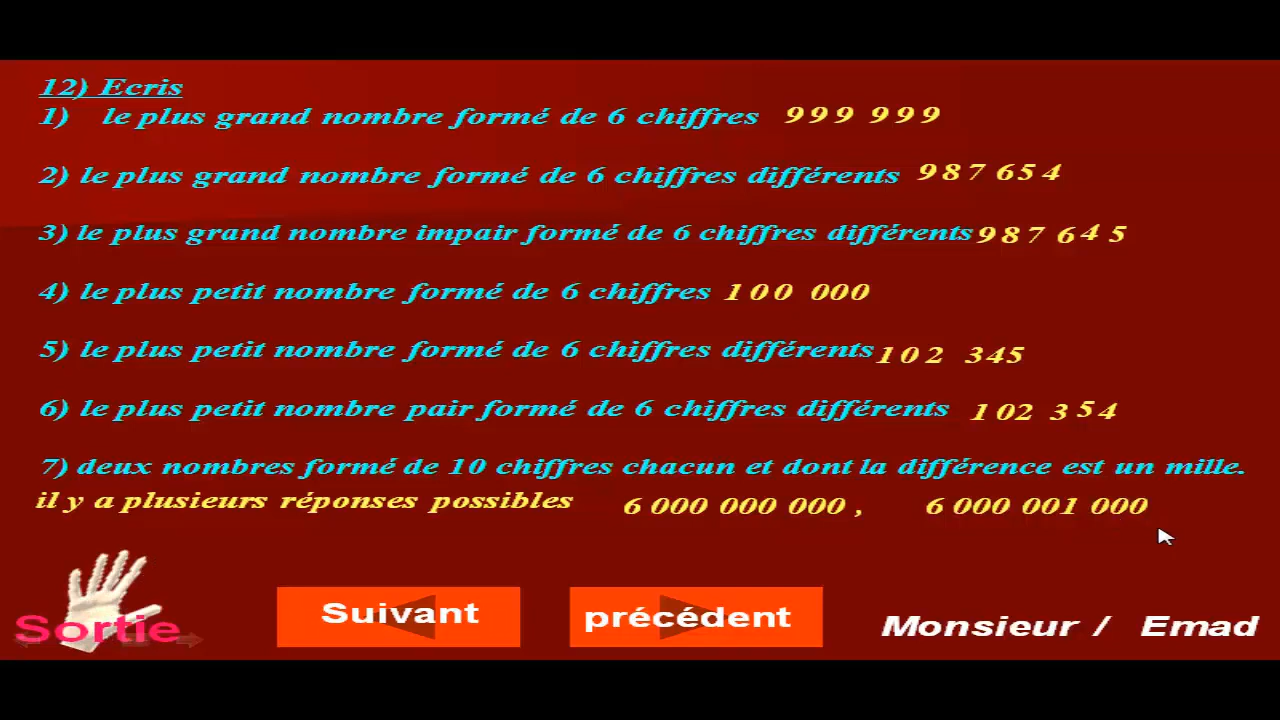 12) Ecris
1) le plus grand nombre formé de 6 chiffres 999 999
2) le plus grand nombre formé de 6 chiffres différents 987 654
3) le plus grand nombre impair formé de 6 chiffres différents 987 645
4) le plus petit nombre formé de 6 chiffres 100 000
5) le plus petit nombre formé de 6 chiffres différents 102 345
6) le plus petit nombre pair formé de 6 chiffres différents 102 354
7) deux nombres formé de 10 chiffres chacun et dont la différence est un mille.
il y a plusieurs réponses possibles 6 000 000 000 , 6 000 001 000
Sortie Suivant précédent Monsieur / Emad